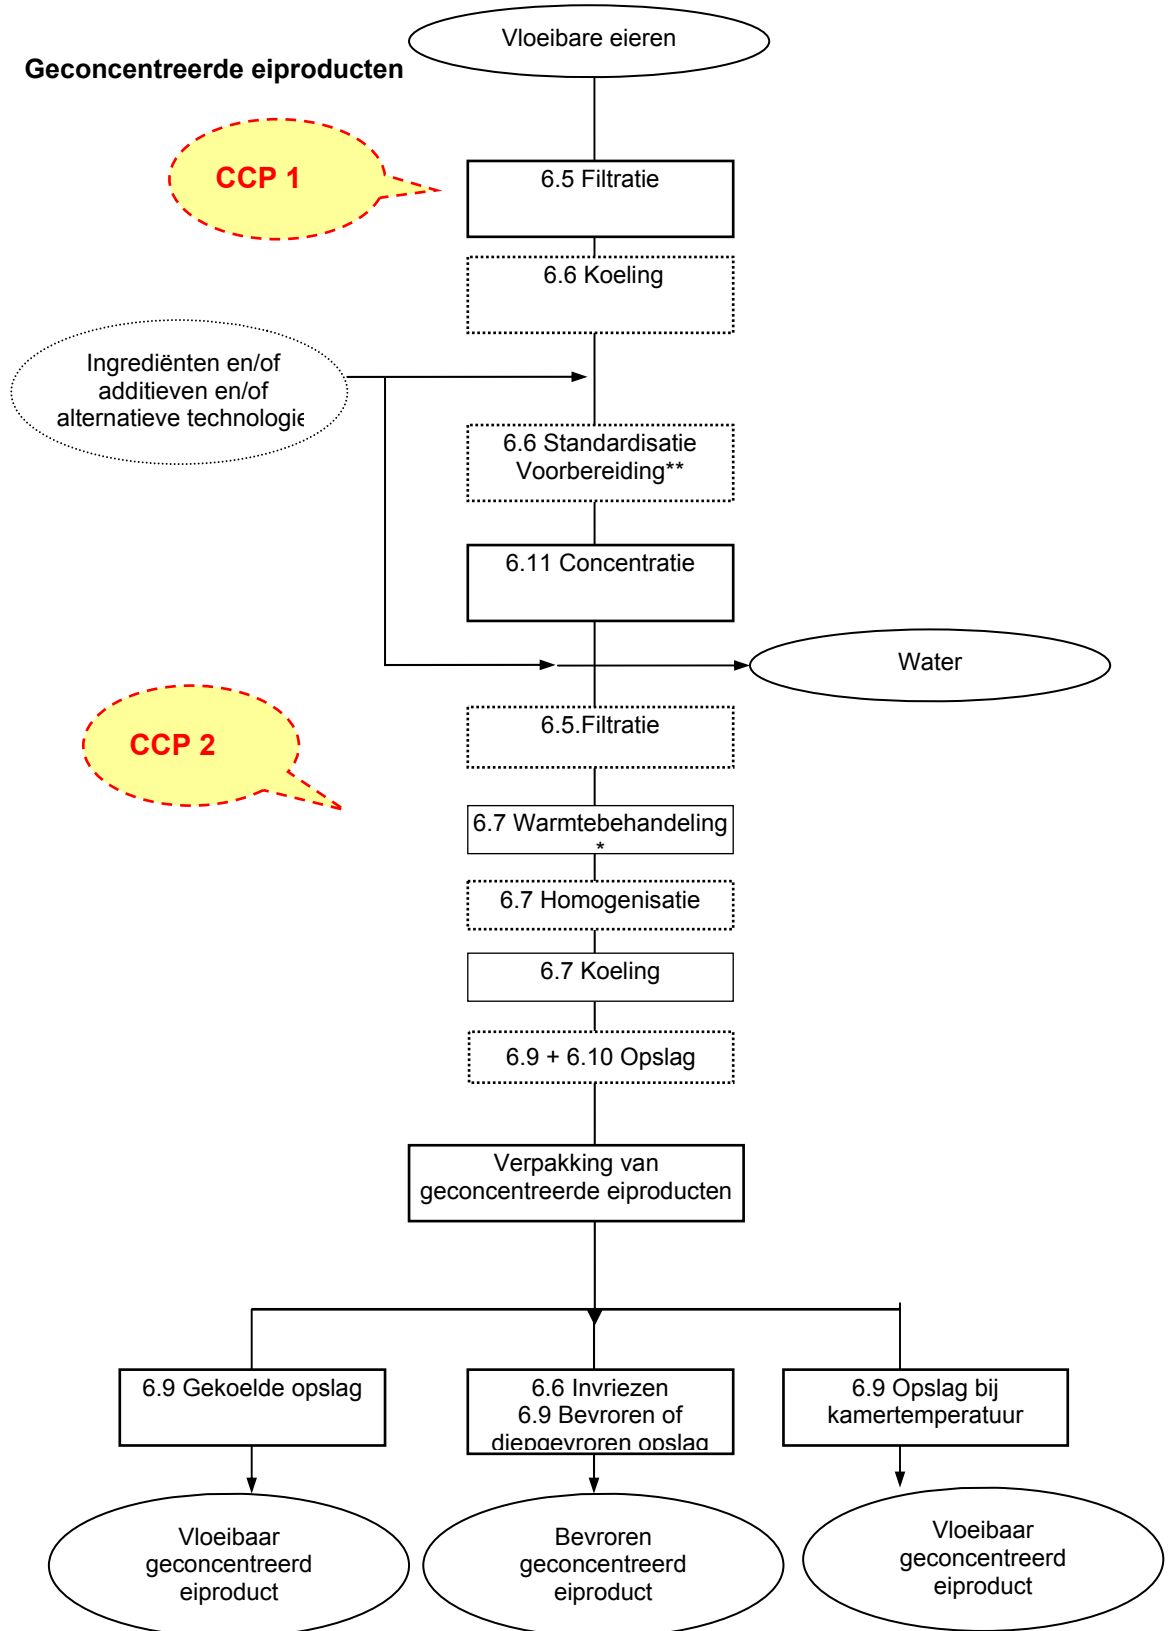 Vloeibare eieren
Geconcentreerde eiproducten
CCP 1
6.5 Filtratie
6.6 Koeling
Ingrediënten en/of
additieven en/of
alternatieve technologie
6.6 Standardisatie
Voorbereiding**
6.11 Concentratie
Water
6.5.Filtratie
CCP 2
6.7 Warmtebehandeling
*
6.7 Homogenisatie
6.7 Koeling
6.9 + 6.10 Opslag
Verpakking van
geconcentreerde eiproducten
6.9 Gekoelde opslag
6.6 Invriezen
6.9 Bevroren of
diepgevroren opslag
6.9 Opslag bij
kamertemperatuur
Vloeibaar
geconcentreerd
eiproduct
Bevroren
geconcentreerd
eiproduct
Vloeibaar
geconcentreerd
eiproduct